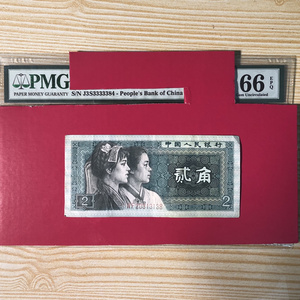 PMG
PAPER MONEY GUARANTY
S/N J3S3333384 - People's Bank of China
66 EPQ
中国人民银行
贰角
2 2